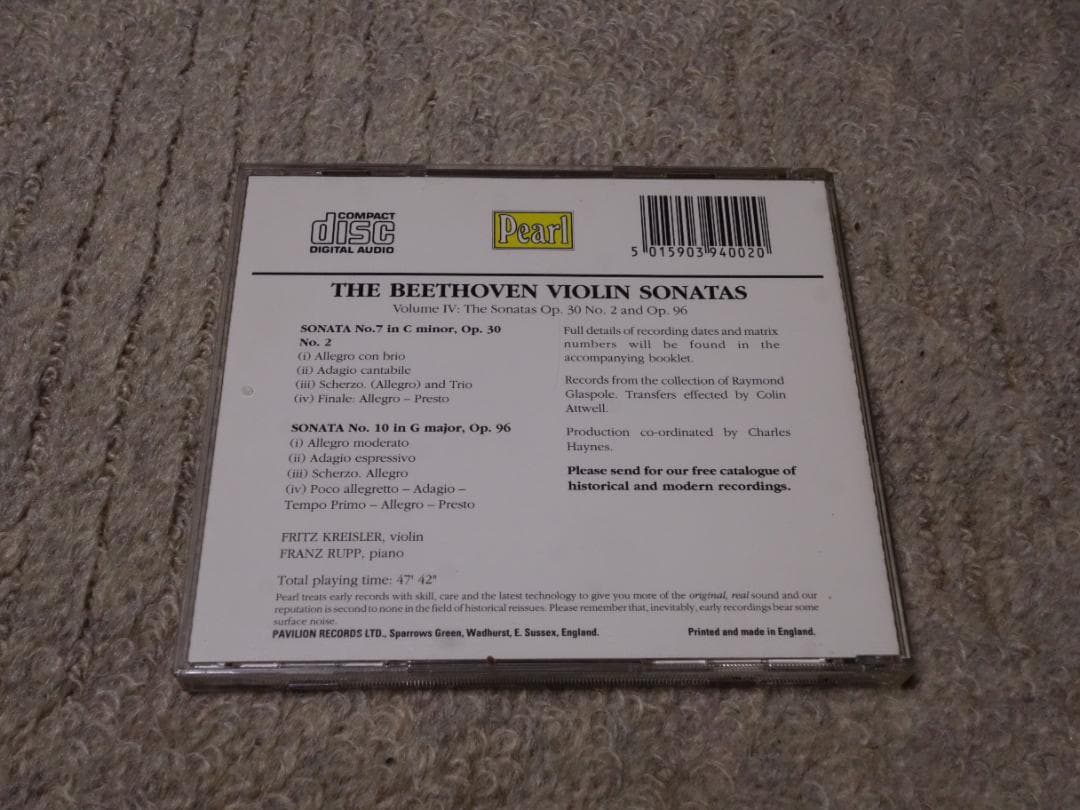 COMPACT
disc
DIGITAL AUDIO
Pearl
5 015903 940020
THE BEETHOVEN VIOLIN SONATAS
Volume IV: The Sonatas Op. 30 No. 2 and Op. 96
SONATA No.7 in C minor, Op. 30
No. 2
(i) Allegro con brio
(ii) Adagio cantabile
(iii) Scherzo. (Allegro) and Trio
(iv) Finale: Allegro – Presto
SONATA No. 10 in G major, Op. 96
(i) Allegro moderato
(ii) Adagio espressivo
(iii) Scherzo. Allegro
(iv) Poco allegretto – Adagio –
Tempo Primo – Allegro – Presto
FRITZ KREISLER, violin
FRANZ RUPP, piano
Total playing time: 47' 42"
Full details of recording dates and matrix
numbers will be found in the
accompanying booklet.
Records from the collection of Raymond
Glaspole. Transfers effected by Colin
Attwell.
Production co-ordinated by Charles
Haynes.
Please send for our free catalogue of
historical and modern recordings.
Pearl treats early records with skill, care and the latest technology to give you more of the original, real sound and our
reputation is second to none in the field of historical reissues. Please remember that, inevitably, early recordings bear some
surface noise.
PAVILION RECORDS LTD., Sparrows Green, Wadhurst, E. Sussex, England.
Printed and made in England.